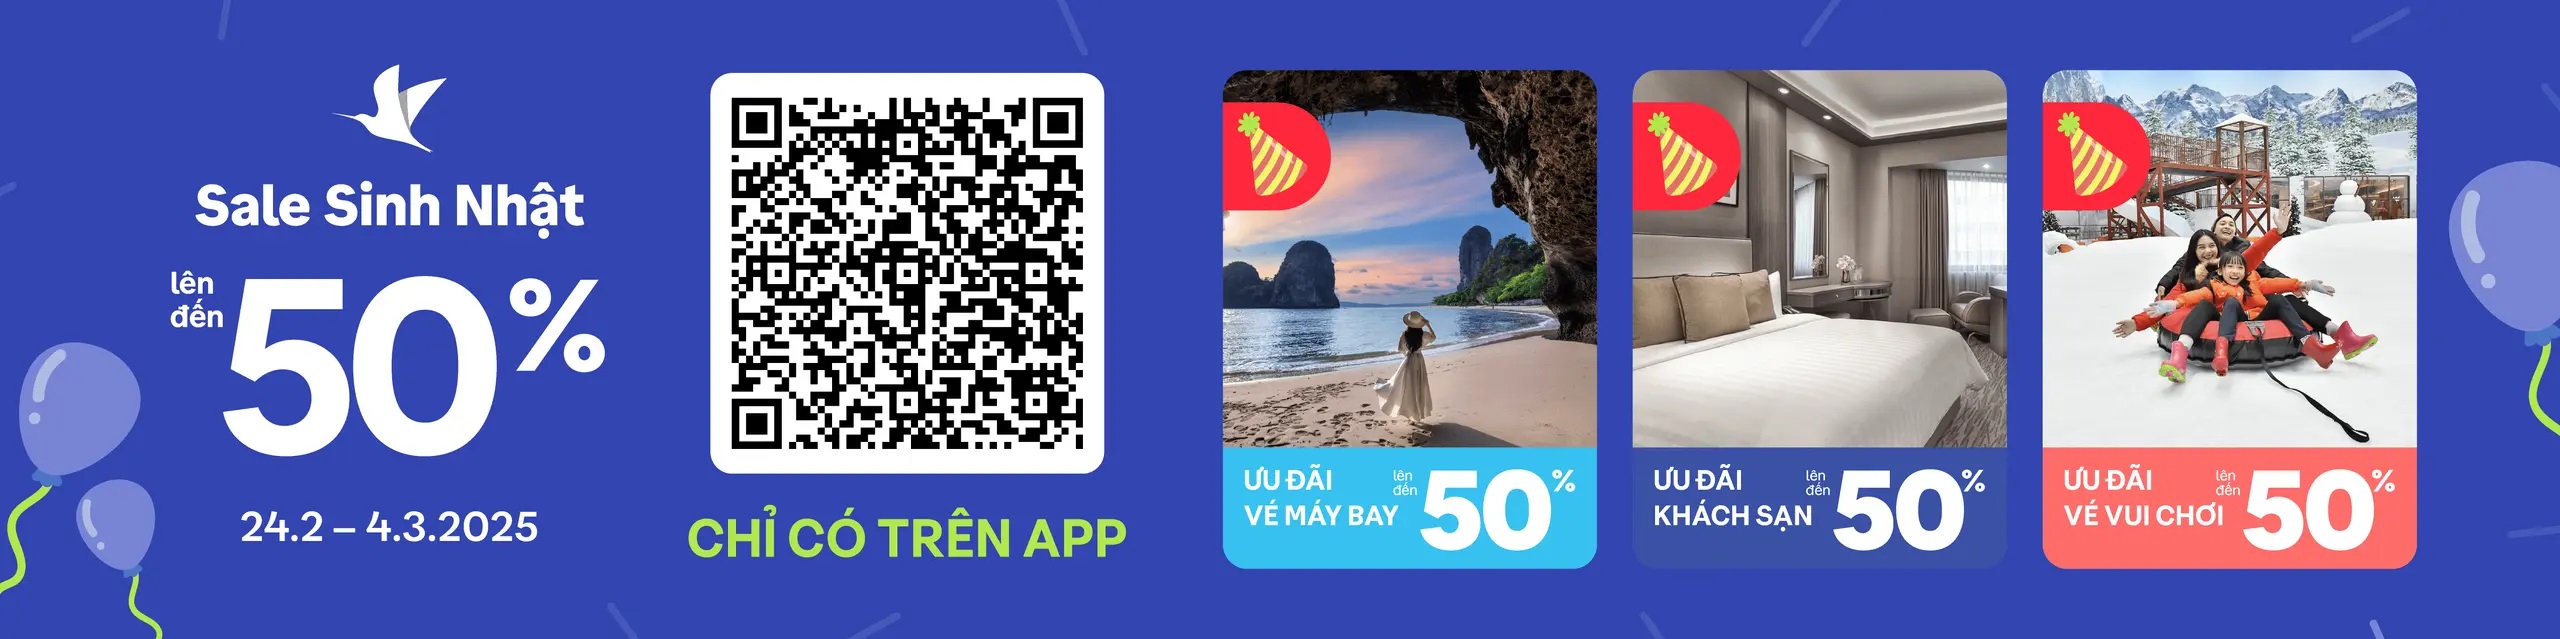 Sale Sinh Nhật
lên
đến
50%
24.2 – 4.3.2025
CHỈ CÓ TRÊN APP
ƯU ĐÃI
VÉ MÁY BAY
lên
đến
50%
ƯU ĐÃI
KHÁCH SẠN
lên
đến
50%
ƯU ĐÃI
VÉ VUI CHƠI
lên
đến
50%